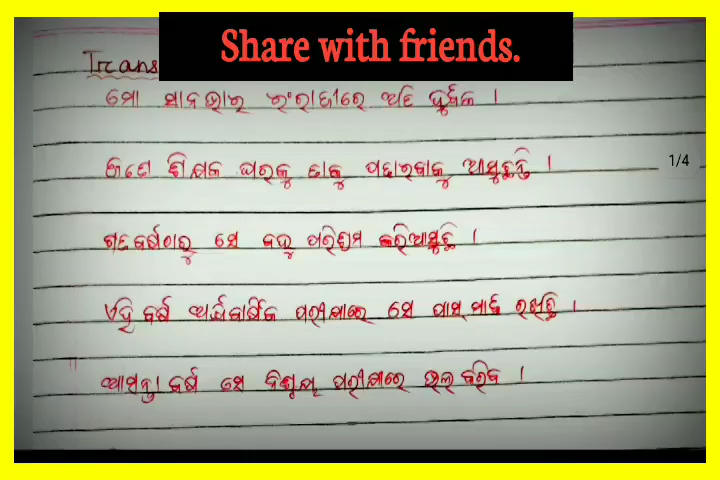 Share with friends.
Trans
ମୋ ସାନଭାଇ ଇଂରାଜୀରେ ଅତି ଦୁର୍ବଳ ।
ଜଣେ ଶିକ୍ଷକ ଘରକୁ ତାକୁ ପଢାଇବାକୁ ଆସୁଛନ୍ତି ।
1/4
ଗତବର୍ଷଠାରୁ ସେ ବହୁ ପରିଶ୍ରମ କରିଆସୁଛି ।
ଏହି ବର୍ଷ ଅର୍ଦ୍ଧବାର୍ଷିକ ପରୀକ୍ଷାରେ ସେ ପାସ୍ ମାର୍କ ରଖିଛି ।
ଆସନ୍ତା ବର୍ଷ ସେ ନିଶ୍ଚୟ ପରୀକ୍ଷାରେ ଭଲ କରିବ ।